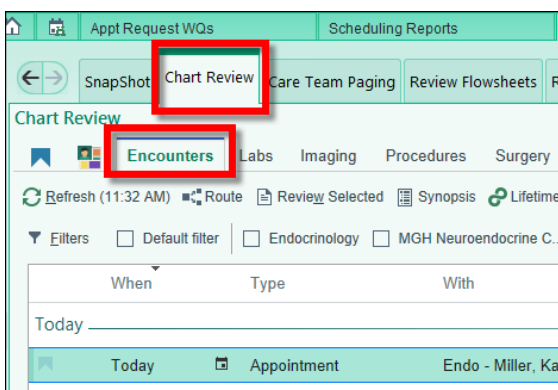 Appt Request WQs Scheduling Reports
SnapShot Chart Review Care Team Paging Review Flowsheets R
Chart Review
Encounters Labs Imaging Procedures Surgery
Refresh (11:32 AM) Route Review Selected Synopsis Lifetime
Filters Default filter Endocrinology MGH Neuroendocrine C...
When Type With
Today
Today Appointment Endo - Miller, Ka